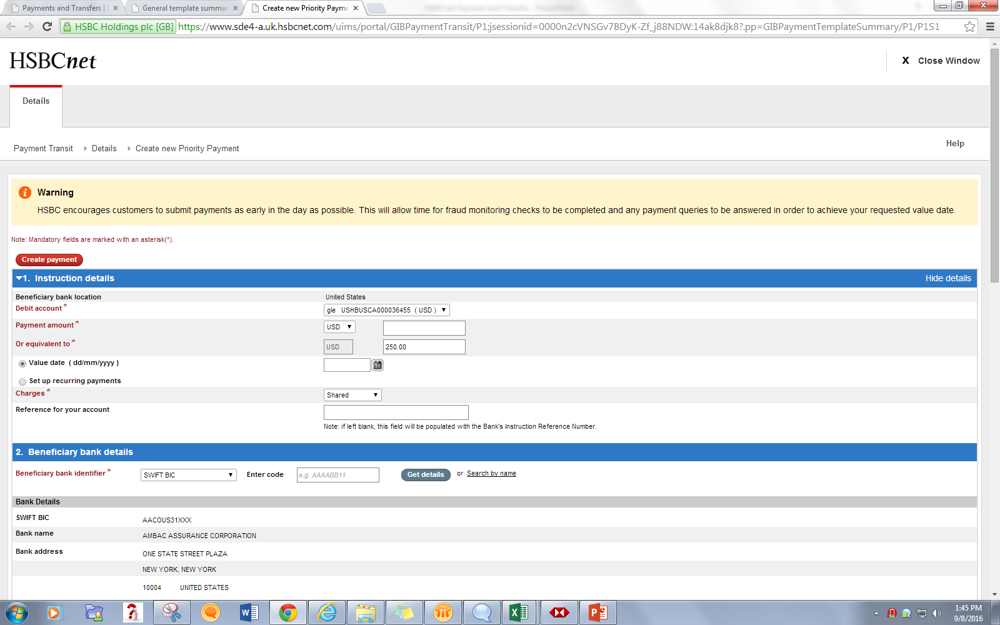 Payments and Transfers |
General template summar
Create new Priority Payme
HSBC Holdings plc [GB]
https://www.sde4-a.uk.hsbcnet.com/uims/portal/GIBPaymentTransit/P1;jsessionid=0000n2cVNSGv7BDyK-Zf_j88NDW:14ak8djk8?.pp=GIBPaymentTemplateSummary/P1/P1S1
HSBCnet
X Close Window
Details
Payment Transit › Details › Create new Priority Payment
Help
Warning
HSBC encourages customers to submit payments as early in the day as possible. This will allow time for fraud monitoring checks to be completed and any payment queries to be answered in order to achieve your requested value date.
Note: Mandatory fields are marked with an asterisk(*).
Create payment
1. Instruction details
Hide details
Beneficiary bank location United States
Debit account * gle USHBUSCA000036455 ( USD )
Payment amount * USD
Or equivalent to * USD 250.00
Value date ( dd/mm/yyyy ) 31
Set up recurring payments
Charges * Shared
Reference for your account
Note: if left blank, this field will be populated with the Bank's Instruction Reference Number.
2. Beneficiary bank details
Beneficiary bank identifier * SWIFT BIC Enter code e.g. AAAABB11 Get details or Search by name
Bank Details
SWIFT BIC AACOUS31XXX
Bank name AMBAC ASSURANCE CORPORATION
Bank address ONE STATE STREET PLAZA
NEW YORK, NEW YORK
10004 UNITED STATES
1:45 PM
9/8/2016